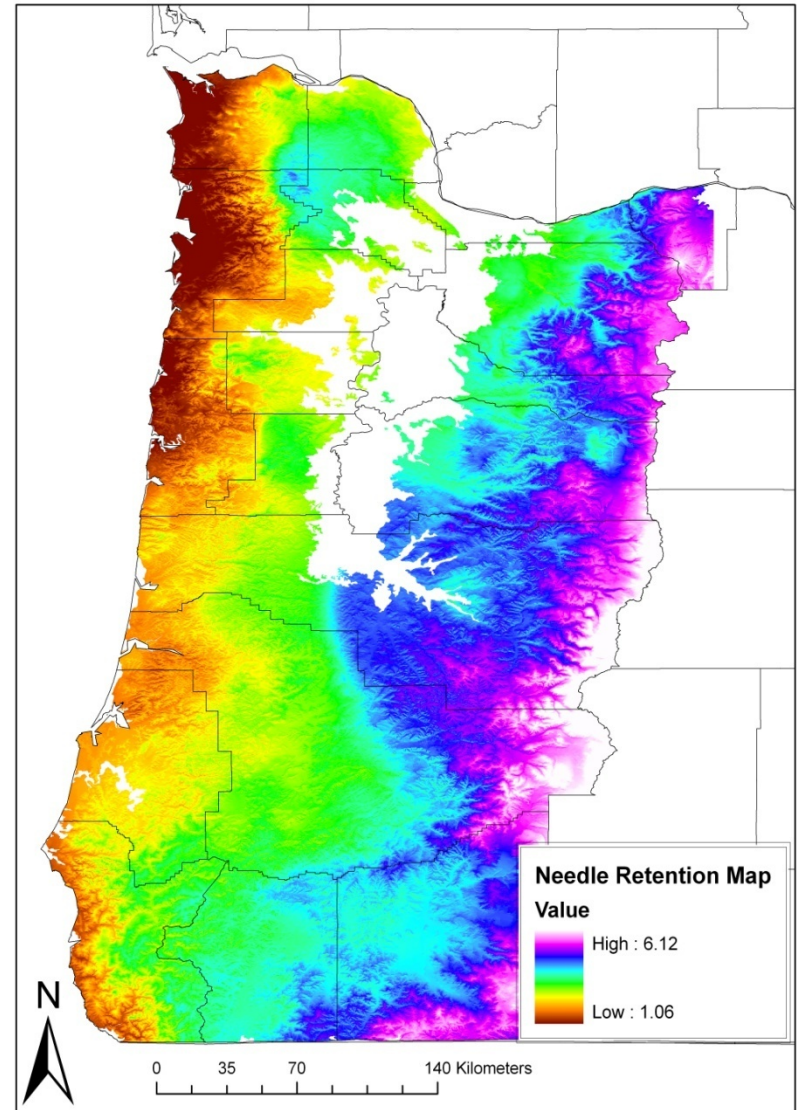 Needle Retention Map
Value
High : 6.12
Low : 1.06
N
0 35 70 140 Kilometers